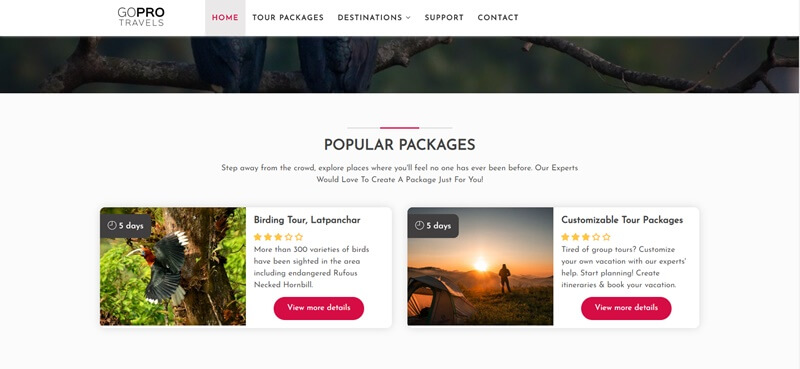 GOPRO
TRAVELS
HOME
TOUR PACKAGES
DESTINATIONS
SUPPORT
CONTACT
POPULAR PACKAGES
Step away from the crowd, explore places where you'll feel no one has ever been before. Our Experts
Would Love To Create A Package Just For You!
5 days
Birding Tour, Latpanchar
More than 300 varieties of birds
have been sighted in the area
including endangered Rufous
Necked Hornbill.
View more details
5 days
Customizable Tour Packages
Tired of group tours? Customize
your own vacation with our experts'
help. Start planning! Create
itineraries & book your vacation.
View more details